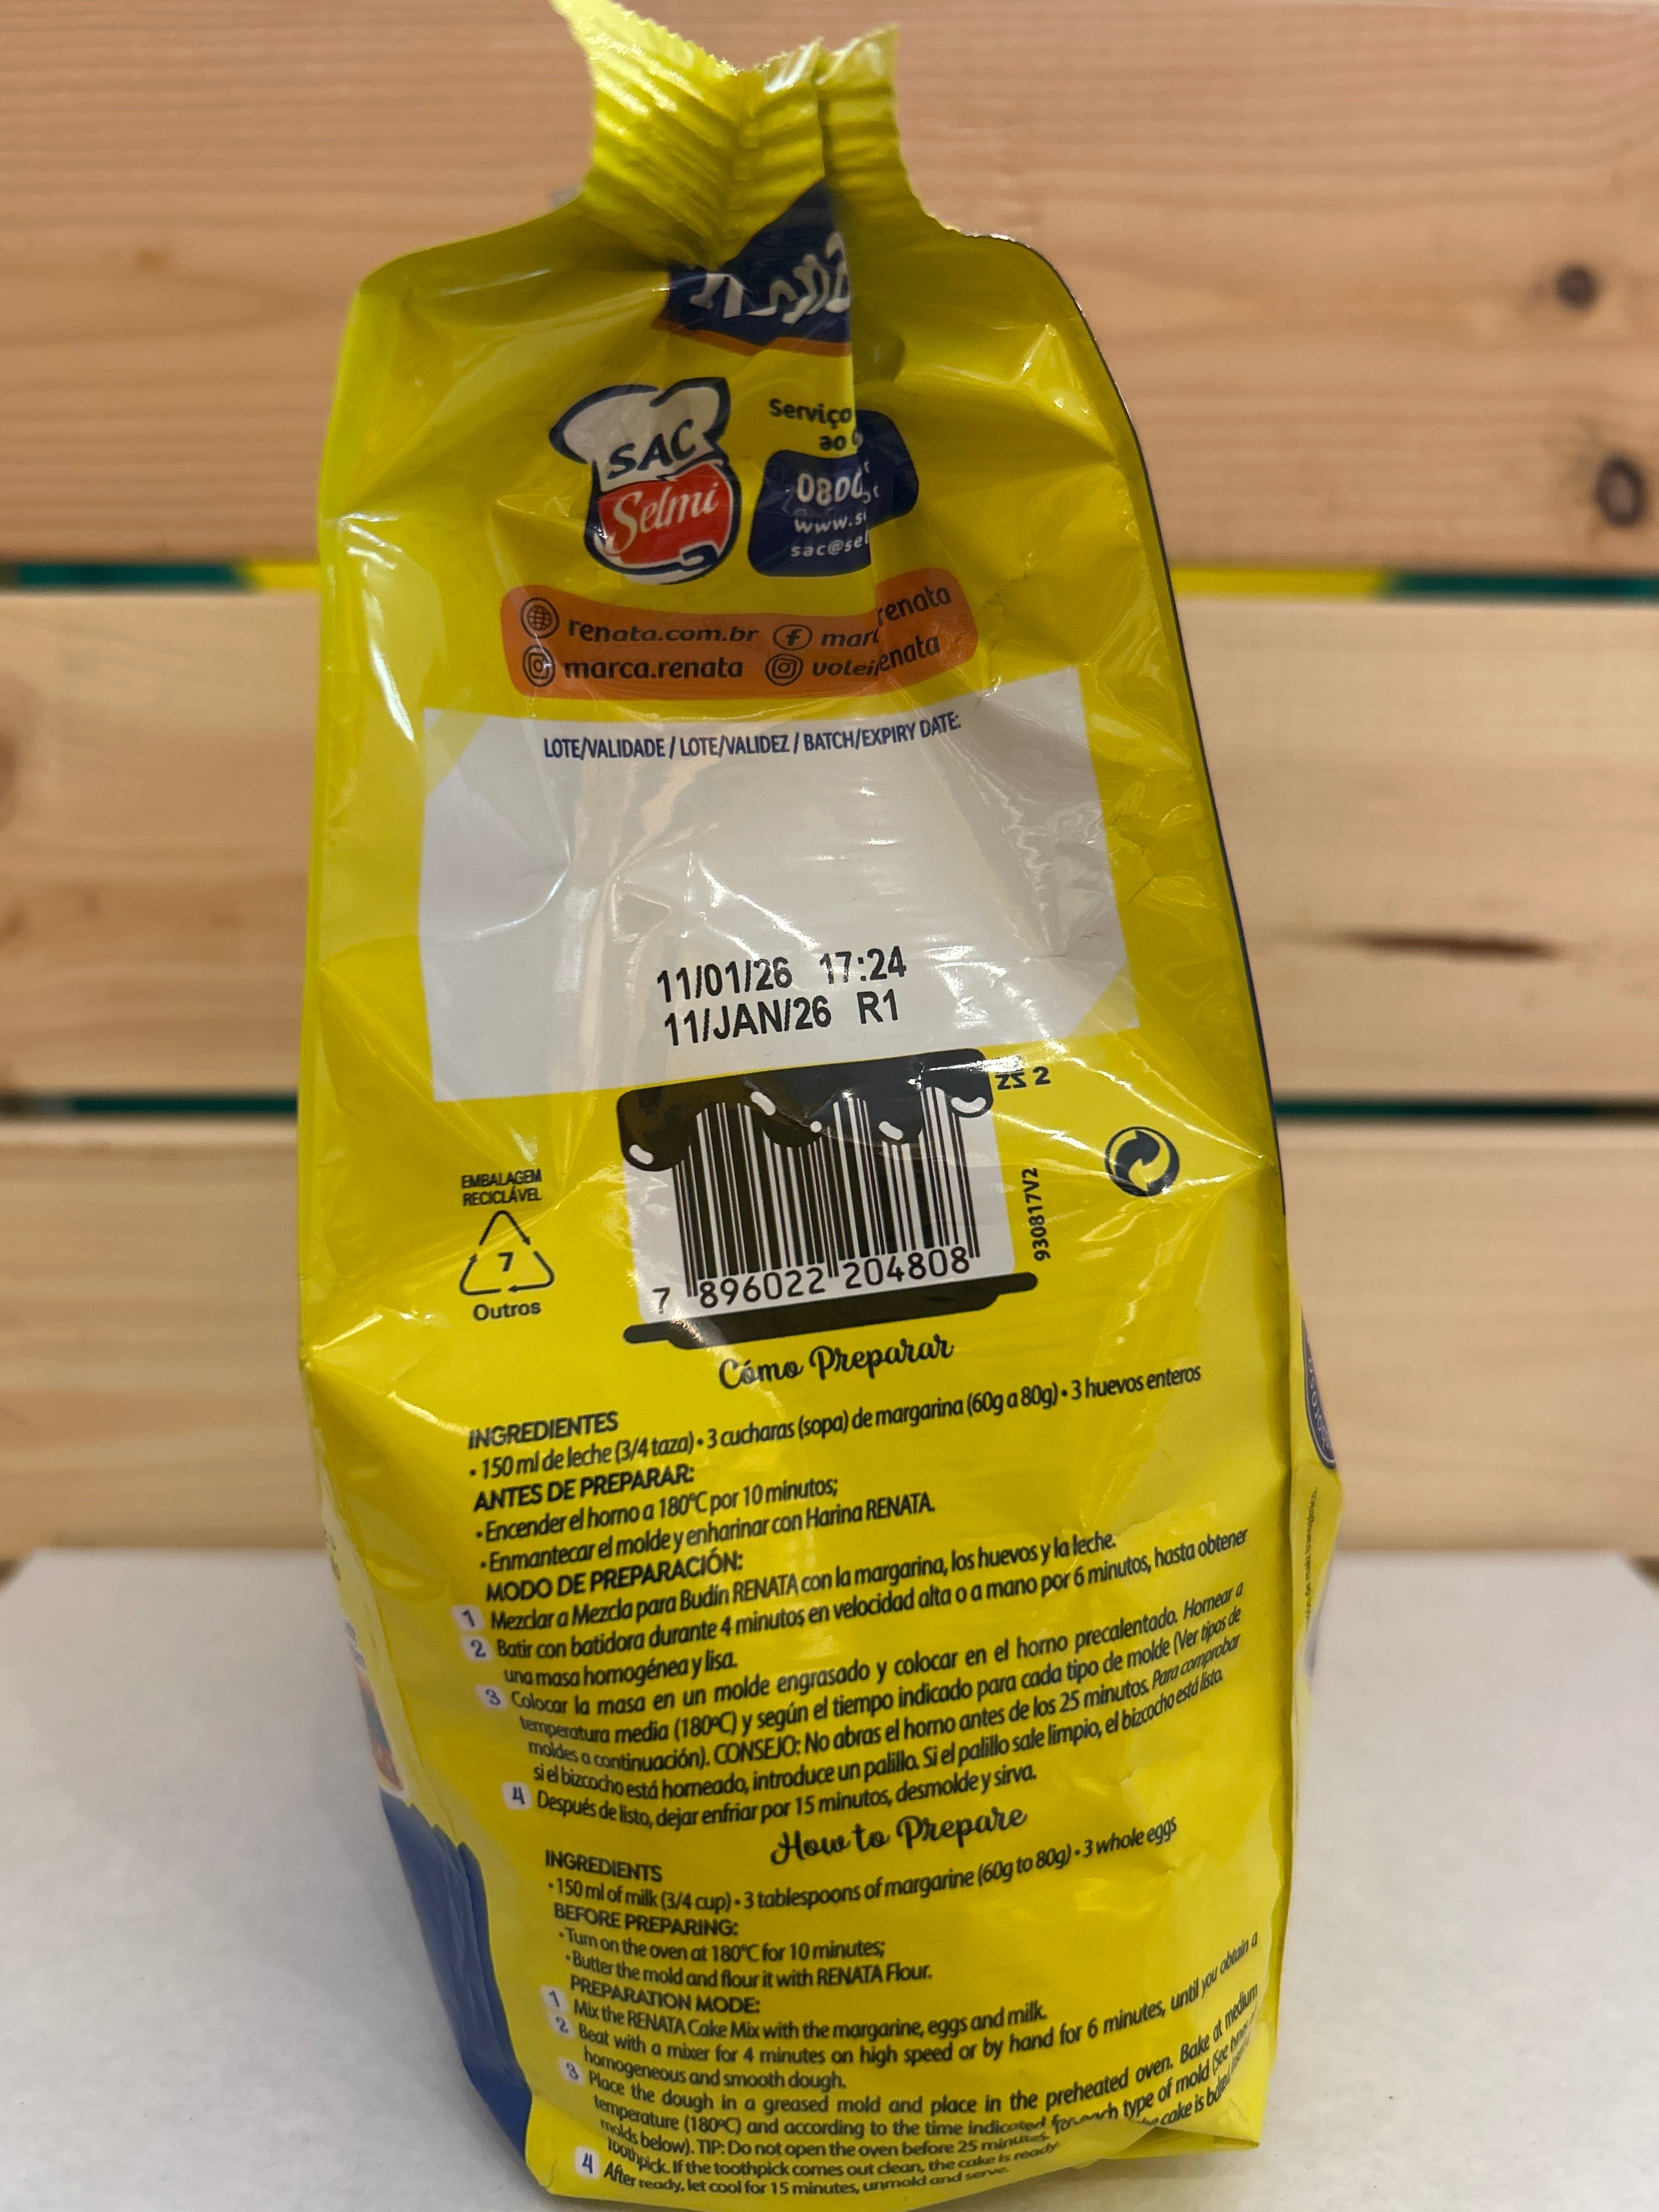 SAC
Selmi
Serviço
ao
0800
renata.com.br
renata
marca.renata
LOTE/VALIDADE / LOTE/VALIDEZ / BATCH/EXPIRY DATE:
11/01/26 17:24
11/JAN/26 R1
EMBALAGEM
RECICLÁVEL
7
Outros
930817V2
7 896022 204808
Cómo Preparar
INGREDIENTES
• 150 ml de leche (3/4 taza) • 3 cucharas (sopa) de margarina (60g a 80g) • 3 huevos enteros
ANTES DE PREPARAR:
• Encender el horno a 180°C por 10 minutos;
• Enmantecar el molde y enharinar con Harina RENATA.
MODO DE PREPARACIÓN:
1 Mezclar a Mezcla para Budín RENATA con la margarina, los huevos y la leche.
2 Batir con batidora durante 4 minutos en velocidad alta o a mano por 6 minutos, hasta obtener
una masa homogénea y lisa.
3 Colocar la masa en un molde engrasado y colocar en el horno precalentado. Hornear a
temperatura media (180ºC) y según el tiempo indicado para cada tipo de molde (Ver tipos de
moldes a continuación). CONSEJO: No abras el horno antes de los 25 minutos. Para comprobar
si el bizcocho está horneado, introduce un palillo. Si el palillo sale limpio, el bizcocho está listo.
4 Después de listo, dejar enfriar por 15 minutos, desmolde y sirva.
How to Prepare
INGREDIENTS
• 150 ml of milk (3/4 cup) • 3 tablespoons of margarine (60g to 80g) • 3 whole eggs
BEFORE PREPARING:
• Turn on the oven at 180°C for 10 minutes;
• Butter the mold and flour it with RENATA Flour.
PREPARATION MODE:
1 Mix the RENATA Cake Mix with the margarine, eggs and milk.
2 Beat with a mixer for 4 minutes on high speed or by hand for 6 minutes, until you obtain a
homogeneous and smooth dough.
3 Place the dough in a greased mold and place in the preheated oven. Bake at medium
temperature (180ºC) and according to the time indicated for each type of mold (See
molds below). TIP: Do not open the oven before 25 minutes. cake is
toothpick. If the toothpick comes out clean, the cake is ready.
4 After ready, let cool for 15 minutes, unmold and serve.